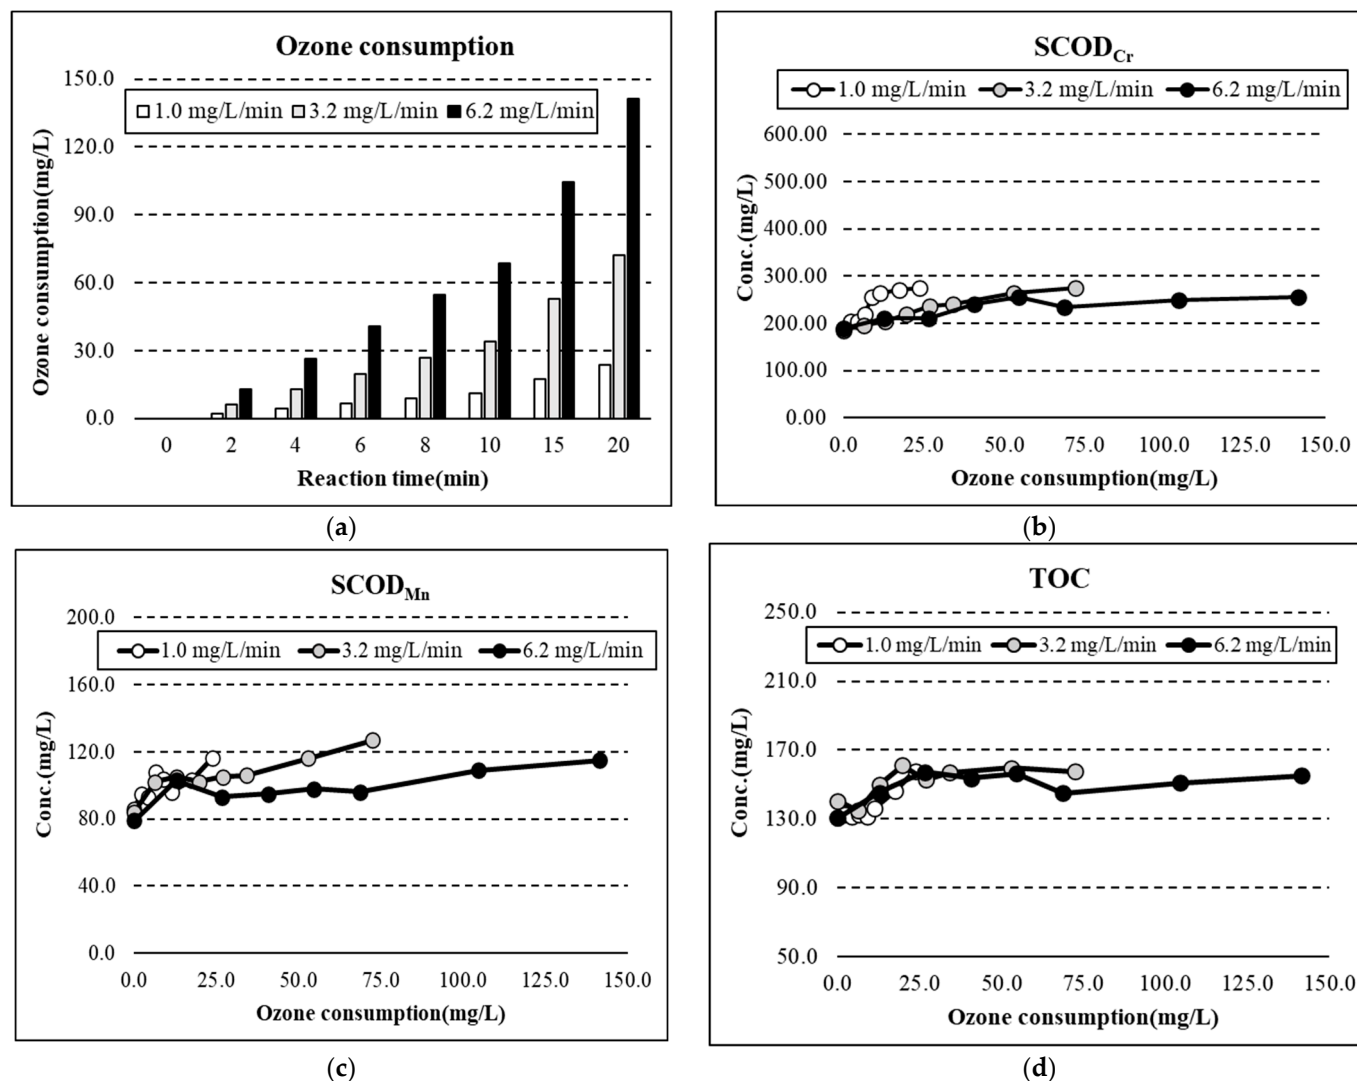 Ozone consumption
150.0
1.0 mg/L/min 3.2 mg/L/min 6.2 mg/L/min
120.0
90.0
60.0
30.0
0.0
Ozone consumption(mg/L)
0 2 4 6 8 10 15 20
Reaction time(min)
(a)
SCODCr
1.0 mg/L/min 3.2 mg/L/min 6.2 mg/L/min
600.00
500.00
400.00
300.00
200.00
100.00
0.00
Conc.(mg/L)
0.0 25.0 50.0 75.0 100.0 125.0 150.0
Ozone consumption(mg/L)
(b)
SCODMn
200.0
1.0 mg/L/min 3.2 mg/L/min 6.2 mg/L/min
160.0
120.0
80.0
40.0
0.0
Conc.(mg/L)
0.0 25.0 50.0 75.0 100.0 125.0 150.0
Ozone consumption(mg/L)
(c)
TOC
250.0
1.0 mg/L/min 3.2 mg/L/min 6.2 mg/L/min
210.0
170.0
130.0
90.0
50.0
Conc.(mg/L)
0.0 25.0 50.0 75.0 100.0 125.0 150.0
Ozone consumption(mg/L)
(d)